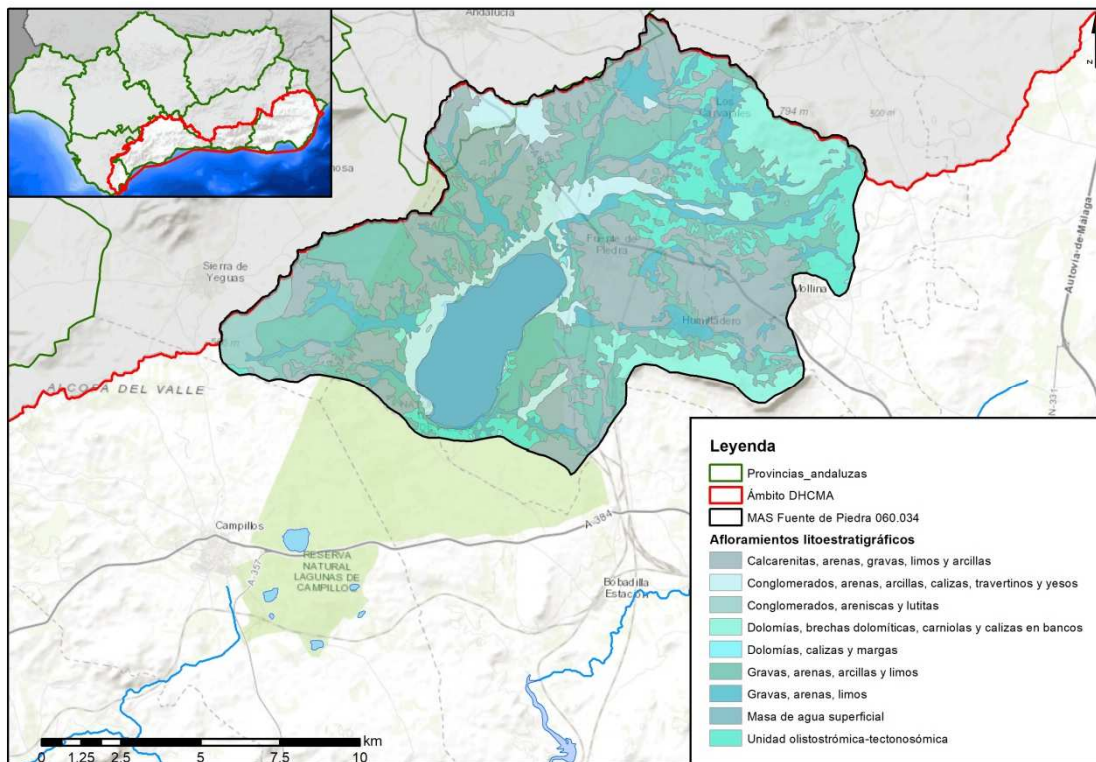 Andalucía
Los Carvajales
794 m
500 m
Fuente de Piedra
Sierra de Yeguas
Mollina
Humilladero
ALCOBA DEL VALLE
Autovía-de-Málaga
N-331
A-384
Campillos
A-357
RESERVA
NATURAL
LAGUNAS DE
CAMPILLO
Bobadilla
Estación
Leyenda
Provincias_andaluzas
Ámbito DHCMA
MAS Fuente de Piedra 060.034
Afloramientos litoestratigráficos
Calcarenitas, arenas, gravas, limos y arcillas
Conglomerados, arenas, arcillas, calizas, travertinos y yesos
Conglomerados, areniscas y lutitas
Dolomías, brechas dolomíticas, carniolas y calizas en bancos
Dolomías, calizas y margas
Gravas, arenas, arcillas y limos
Gravas, arenas, limos
Masa de agua superficial
Unidad olistostrómica-tectonosómica
km
0 1.25 2.5 5 7.5 10